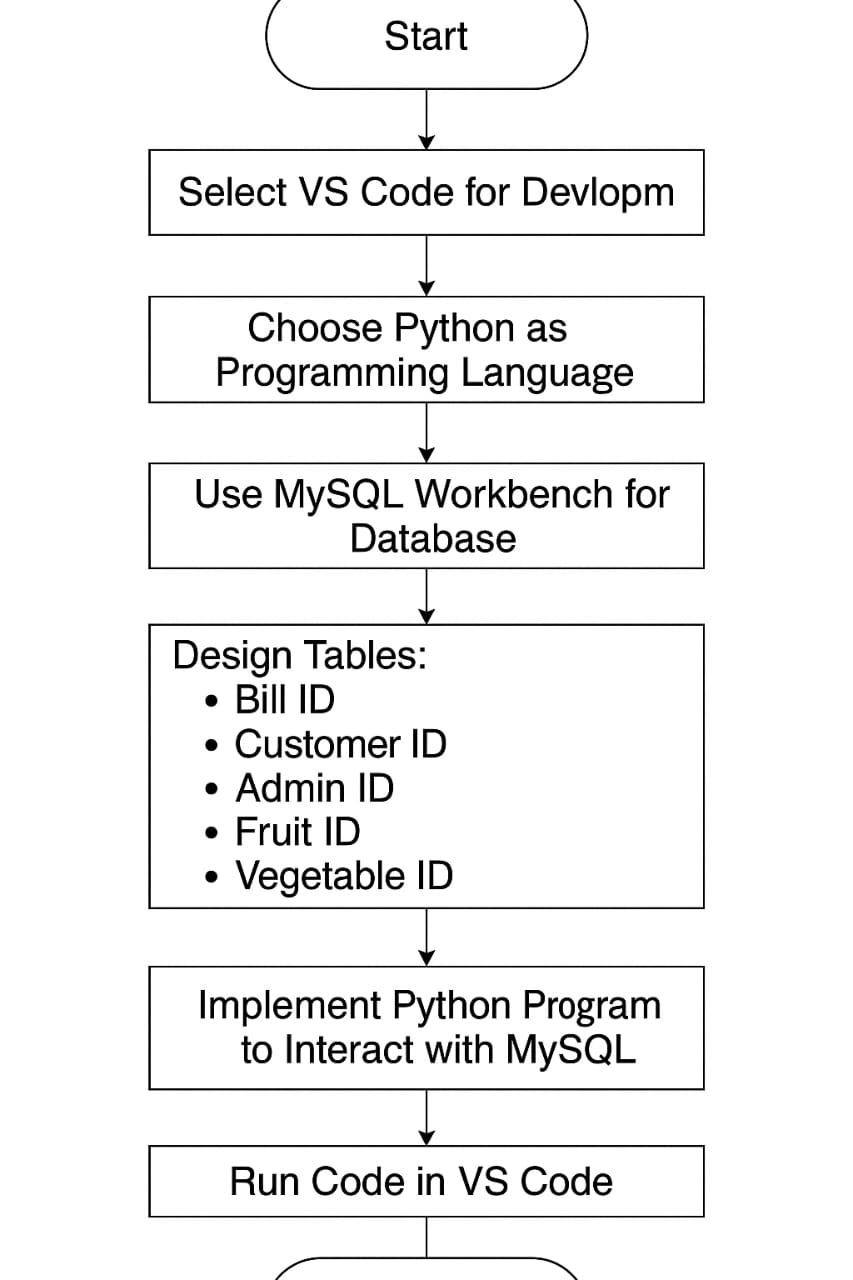 Start
Select VS Code for Devlopm
Choose Python as
Programming Language
Use MySQL Workbench for
Database
Design Tables:
• Bill ID
• Customer ID
• Admin ID
• Fruit ID
• Vegetable ID
Implement Python Program
to Interact with MySQL
Run Code in VS Code